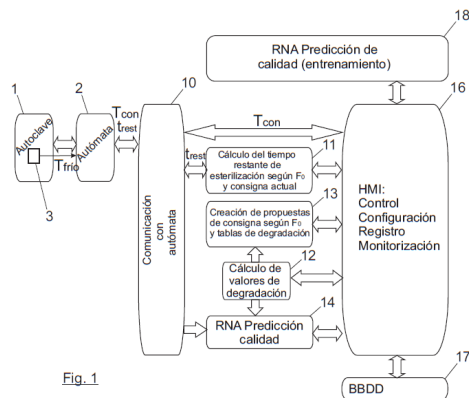 18
RNA Predicción de
calidad (entrenamiento)
1
2
10
16
Autoclave
Autómata
Tcon
trest
Tfrío
3
Comunicación
con
autómata
Tcon
trest
11
Cálculo del tiempo
restante de
esterilización según F₀
y consigna actual
13
Creación de propuestas
de consigna según F₀
y tablas de degradación
12
Cálculo de
valores de
degradación
14
RNA Predicción
calidad
HMI:
Control
Configuración
Registro
Monitorización
17
BBDD
Fig. 1